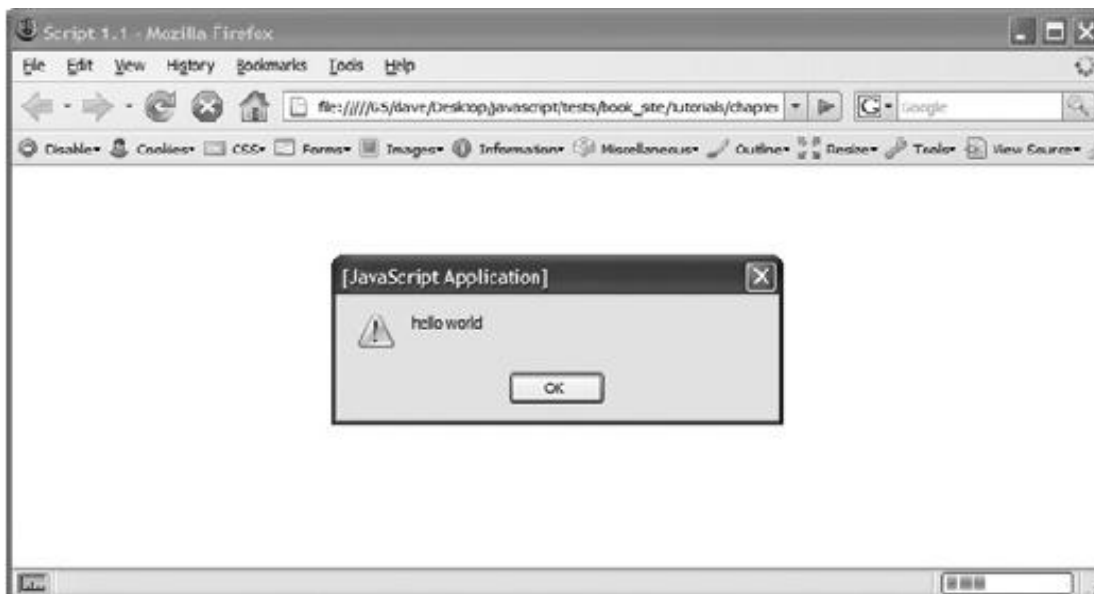 Script 1.1 - Mozilla Firefox
File Edit View History Bookmarks Tools Help
file://///G5/dave/Desktop/javascript/tests/book_site/tutorials/chapter
G Google
Disable Cookies CSS Forms Images Information Miscellaneous Outline Resize Tools View Source
[JavaScript Application]
hello world
OK